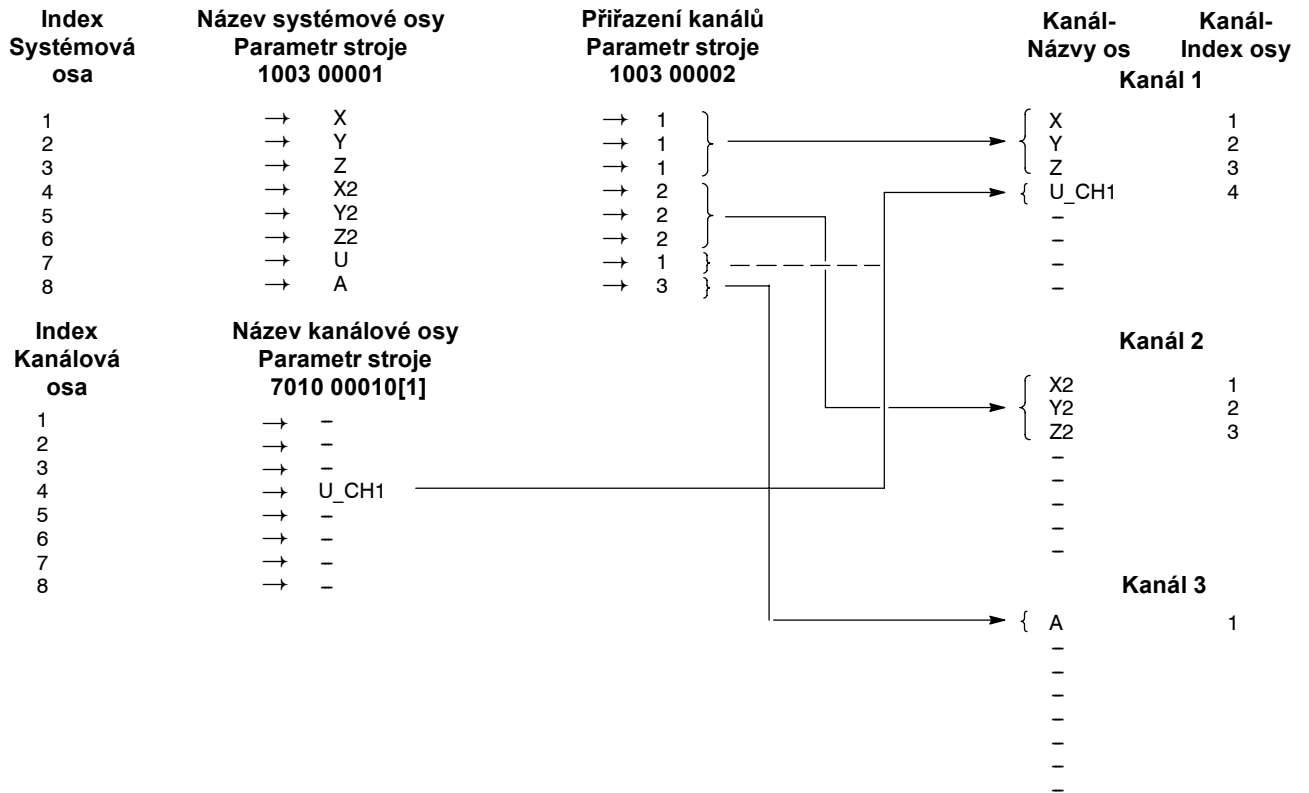 Index Systémová osa
Název systémové osy Parametr stroje 1003 00001
Přiřazení kanálů Parametr stroje 1003 00002
Kanál- Názvy os
Kanál- Index osy
Kanál 1
1 → X → 1 X 1
2 → Y → 1 Y 2
3 → Z → 1 Z 3
4 → X2 → 2 U_CH1 4
5 → Y2 → 2 –
6 → Z2 → 2 –
7 → U → 1 –
8 → A → 3 –
Index Kanálová osa
Název kanálové osy Parametr stroje 7010 00010[1]
1 → –
2 → –
3 → –
4 → U_CH1
5 → –
6 → –
7 → –
8 → –
Kanál 2
X2 1
Y2 2
Z2 3
–
–
–
–
–
Kanál 3
A 1
–
–
–
–
–
–
–